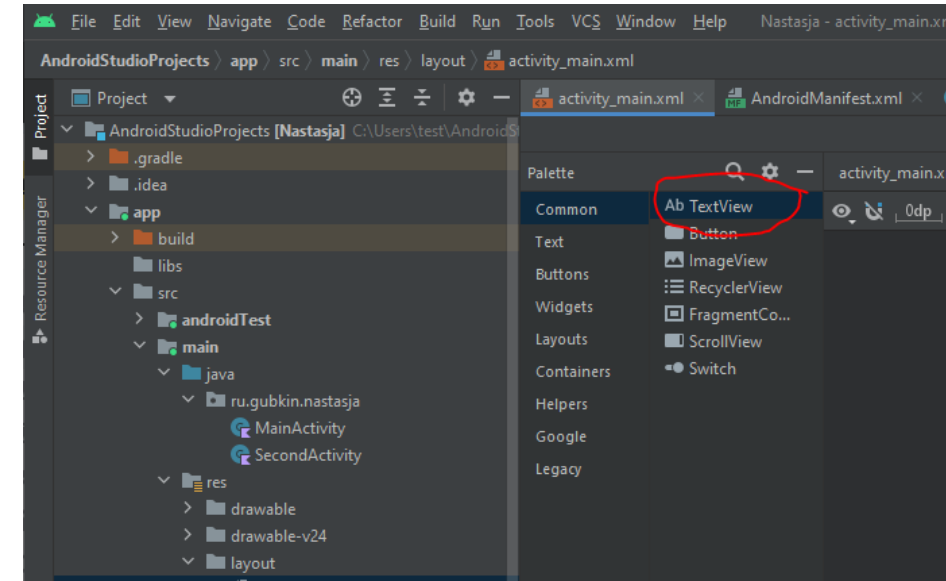 File Edit View Navigate Code Refactor Build Run Tools VCS Window Help Nastasja - activity_main.xm
AndroidStudioProjects app src main res layout activity_main.xml
Project
activity_main.xml
AndroidManifest.xml
Project
Resource Manager
AndroidStudioProjects [Nastasja] C:\Users\test\AndroidS
.gradle
.idea
app
build
libs
src
androidTest
main
java
ru.gubkin.nastasja
MainActivity
SecondActivity
res
drawable
drawable-v24
layout
Palette
Common
Text
Buttons
Widgets
Layouts
Containers
Helpers
Google
Legacy
Ab TextView
Button
ImageView
RecyclerView
FragmentCo...
ScrollView
Switch
activity_main.x
0dp